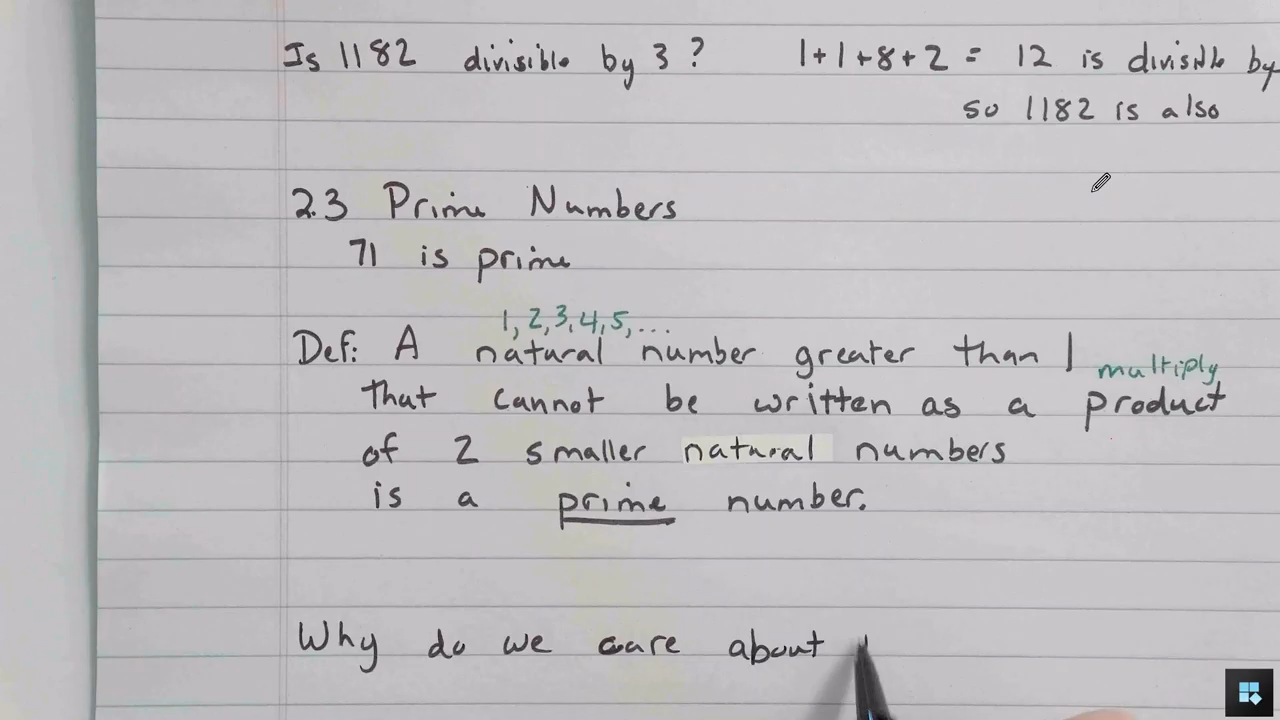 Is 1182 divisible by 3 ? 1+1+8+2 = 12 is divisible by
so 1182 is also
2.3 Prime Numbers
71 is prime
1, 2, 3, 4, 5, ...
Def: A natural number greater than 1
multiply
that cannot be written as a product
of 2 smaller natural numbers
is a prime number.
Why do we care about